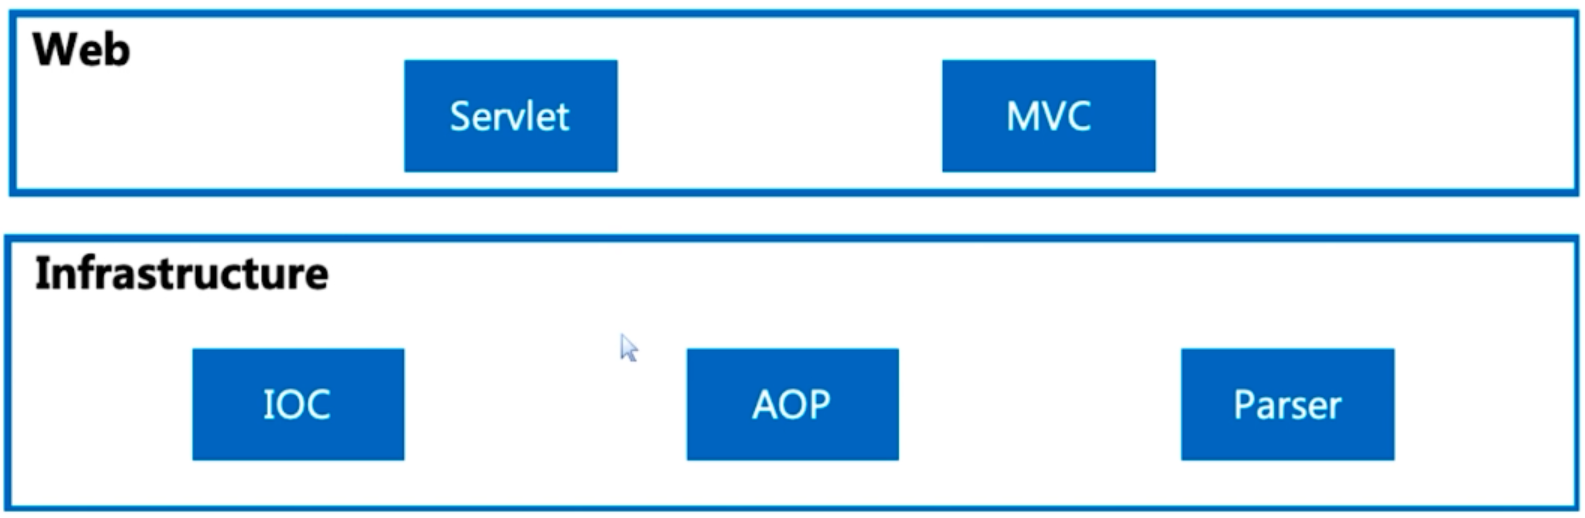 Web
Servlet MVC
Infrastructure
IOC AOP Parser